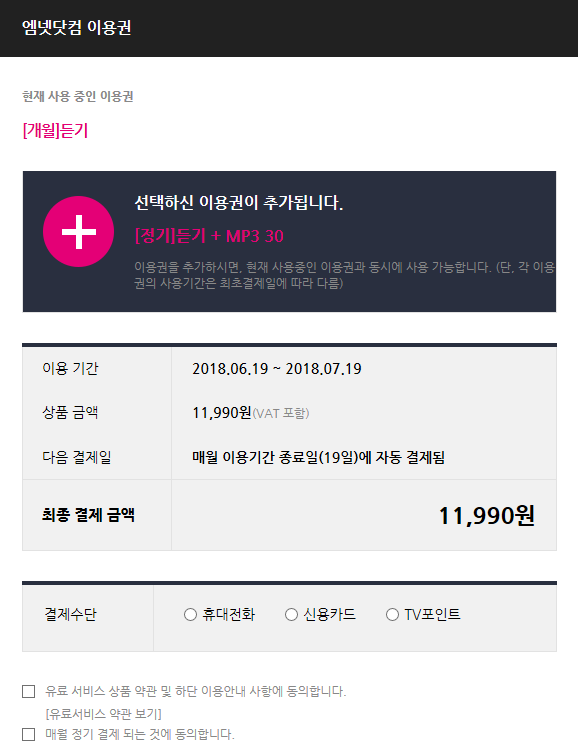 엠넷닷컴 이용권
현재 사용 중인 이용권
[개월]듣기
선택하신 이용권이 추가됩니다.
[정기]듣기 + MP3 30
이용권을 추가하시면, 현재 사용중인 이용권과 동시에 사용 가능합니다. (단, 각 이용
권의 사용기간은 최초결제일에 따라 다름)
이용 기간 2018.06.19 ~ 2018.07.19
상품 금액 11,990원(VAT 포함)
다음 결제일 매월 이용기간 종료일(19일)에 자동 결제됨
최종 결제 금액 11,990원
결제수단 휴대전화 신용카드 TV포인트
유료 서비스 상품 약관 및 하단 이용안내 사항에 동의합니다.
[유료서비스 약관 보기]
매월 정기 결제 되는 것에 동의합니다.